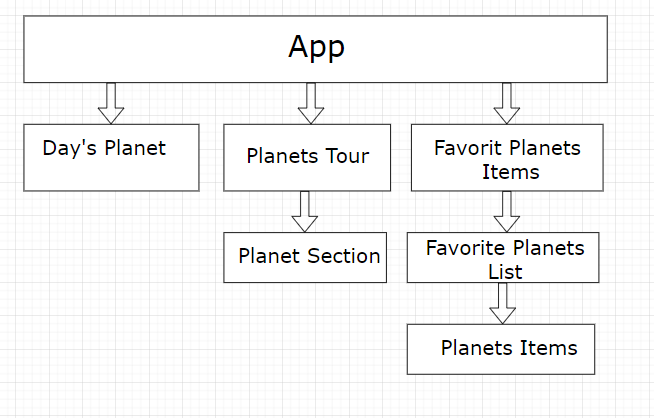 App
Day's Planet
Planets Tour
Favorit Planets
Items
Planet Section
Favorite Planets
List
Planets Items